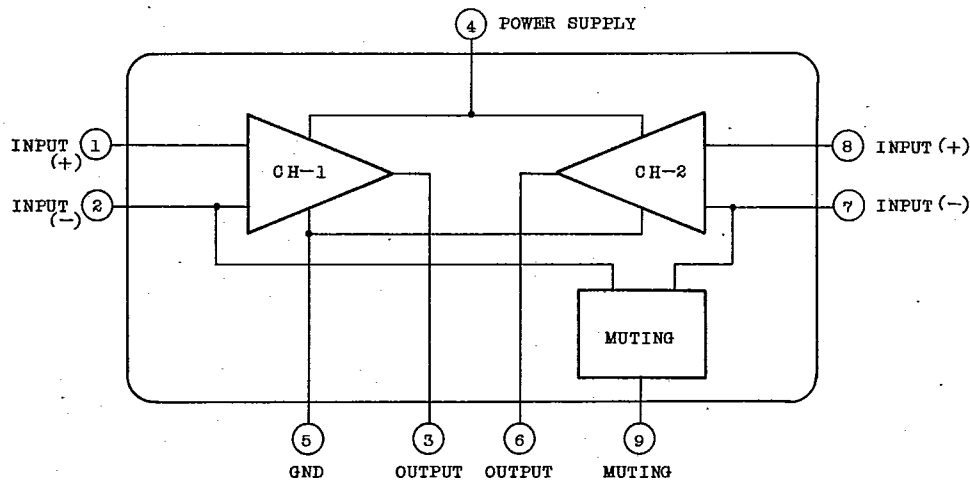 4 POWER SUPPLY
INPUT (+) 1
CH-1
CH-2
8 INPUT (+)
INPUT (-) 2
7 INPUT (-)
MUTING
5 3 6 9
GND OUTPUT OUTPUT MUTING